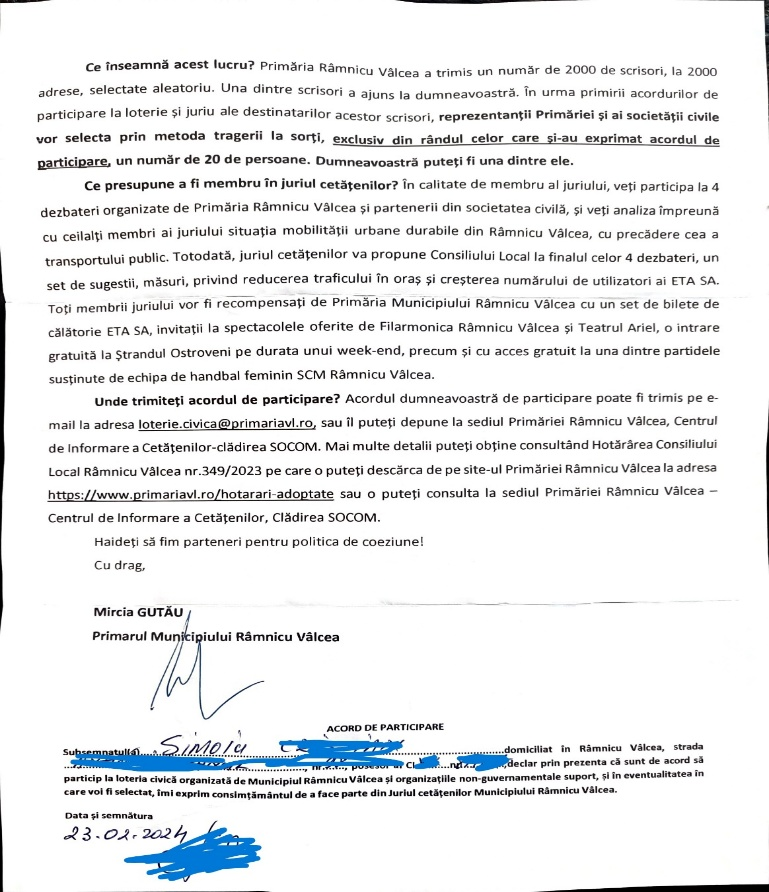 Ce înseamnă acest lucru? Primăria Râmnicu Vâlcea a trimis un număr de 2000 de scrisori, la 2000
adrese, selectate aleatoriu. Una dintre scrisori a ajuns la dumneavoastră. În urma primirii acordurilor de
participare la loterie și juriu ale destinatarilor acestor scrisori, reprezentanții Primăriei și ai societății civile
vor selecta prin metoda tragerii la sorți, exclusiv din rândul celor care și-au exprimat acordul de
participare, un număr de 20 de persoane. Dumneavoastră puteți fi una dintre ele.
Ce presupune a fi membru în juriul cetățenilor? În calitate de membru al juriului, veți participa la 4
dezbateri organizate de Primăria Râmnicu Vâlcea și partenerii din societatea civilă, și veți analiza împreună
cu ceilalți membri ai juriului situația mobilității urbane durabile din Râmnicu Vâlcea, cu precădere cea a
transportului public. Totodată, juriul cetățenilor va propune Consiliului Local la finalul celor 4 dezbateri, un
set de sugestii, măsuri, privind reducerea traficului în oraș și creșterea numărului de utilizatori ai ETA SA.
Toți membrii juriului vor fi recompensați de Primăria Municipiului Râmnicu Vâlcea cu un set de bilete de
călătorie ETA SA, invitații la spectacolele oferite de Filarmonica Râmnicu Vâlcea și Teatrul Ariel, o intrare
gratuită la Ștrandul Ostroveni pe durata unui week-end, precum și cu acces gratuit la una dintre partidele
susținute de echipa de handbal feminin SCM Râmnicu Vâlcea.
Unde trimiteți acordul de participare? Acordul dumneavoastră de participare poate fi trimis pe e-
mail la adresa loterie.civica@primariavl.ro, sau îl puteți depune la sediul Primăriei Râmnicu Vâlcea, Centrul
de Informare a Cetățenilor-clădirea SOCOM. Mai multe detalii puteți obține consultând Hotărârea Consiliului
Local Râmnicu Vâlcea nr.349/2023 pe care o puteți descărca de pe site-ul Primăriei Râmnicu Vâlcea la adresa
https://www.primariavl.ro/hotarari-adoptate sau o puteți consulta la sediul Primăriei Râmnicu Vâlcea –
Centrul de Informare a Cetățenilor, Clădirea SOCOM.
Haideți să fim parteneri pentru politica de coeziune!
Cu drag,
Mircia GUTĂU
Primarul Municipiului Râmnicu Vâlcea
ACORD DE PARTICIPARE
Subsemnatul(a) domiciliat în Râmnicu Vâlcea, strada
posesor al CI declar prin prezenta că sunt de acord să
particip la loteria civică organizată de Municipiul Râmnicu Vâlcea și organizațiile non-guvernamentale suport, și în eventualitatea în
care voi fi selectat, îmi exprim consimțământul de a face parte din Juriul cetățenilor Municipiului Râmnicu Vâlcea.
Data și semnătura
23.02.2024